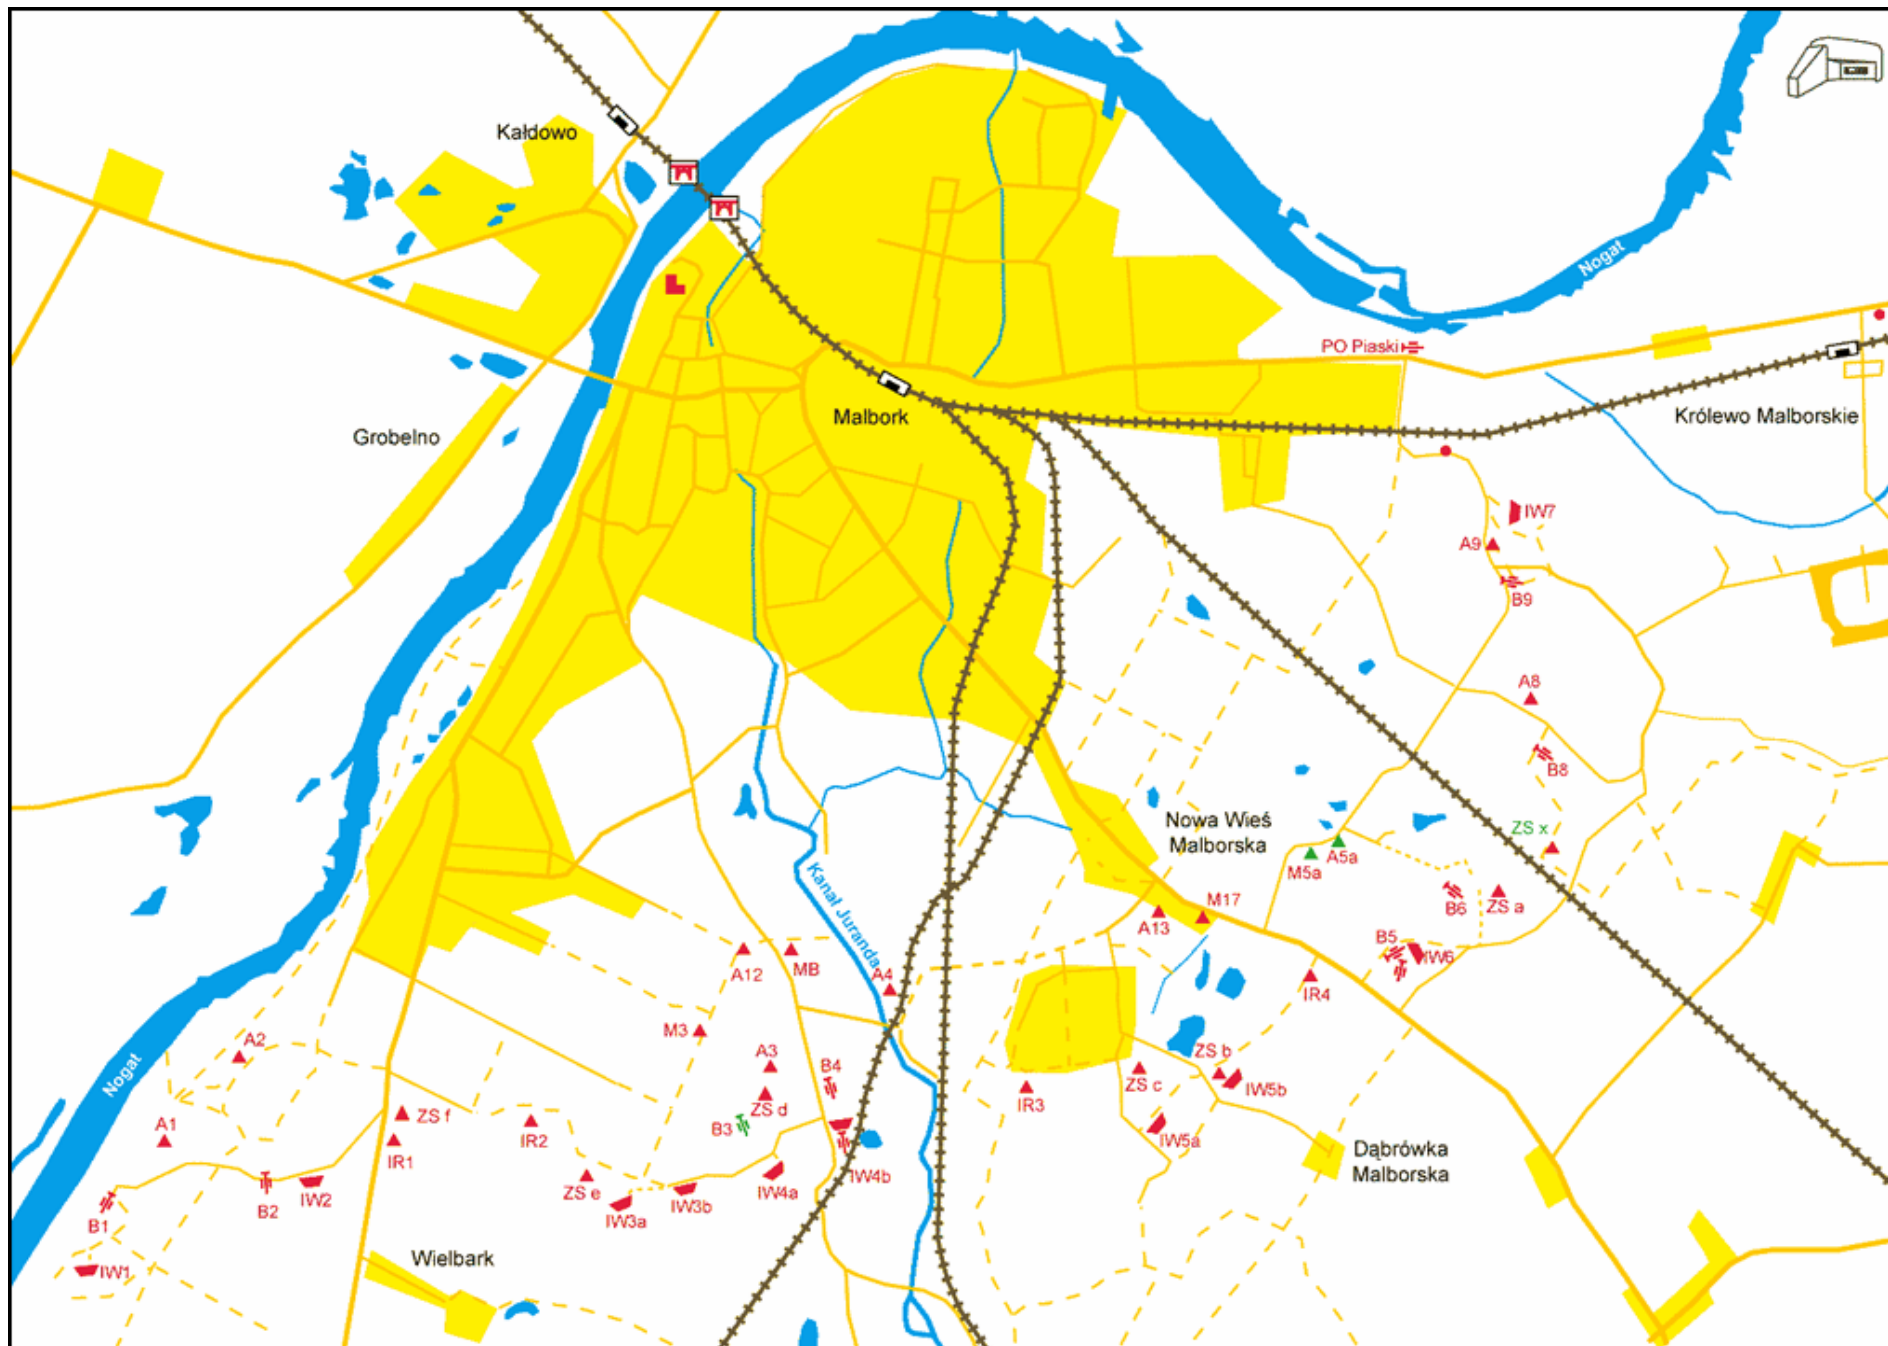 Kałdowo
Nogat
PO Piaski
Królewo Malborskie
Malbork
Grobelno
IW7
A9
B9
A8
B8
Nowa Wieś
Malborska
ZS x
A5a
M5a
B6
ZS a
M17
A13
B5
IW6
IR4
Kanał Juranda
A12
MB
A4
M3
A2
A3
ZS b
B4
ZS c
IW5b
ZS d
IR3
Nogat
A1
ZS f
IR2
B3
IW5a
IR1
Dąbrówka
Malborska
IW4b
ZS e
IW4a
IW3b
IW2
B2
IW3a
B1
Wielbark
IW1